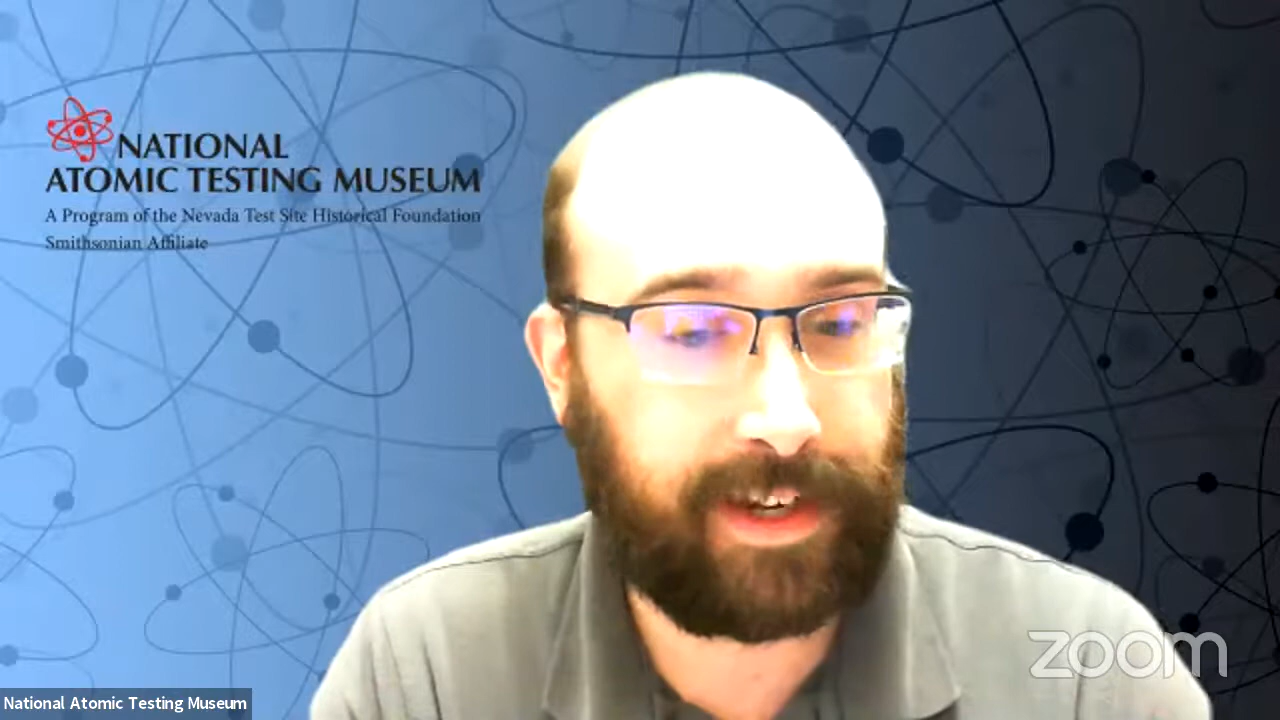 NATIONAL
ATOMIC TESTING MUSEUM
A Program of the Nevada Test Site Historical Foundation
Smithsonian Affiliate
zoom
National Atomic Testing Museum